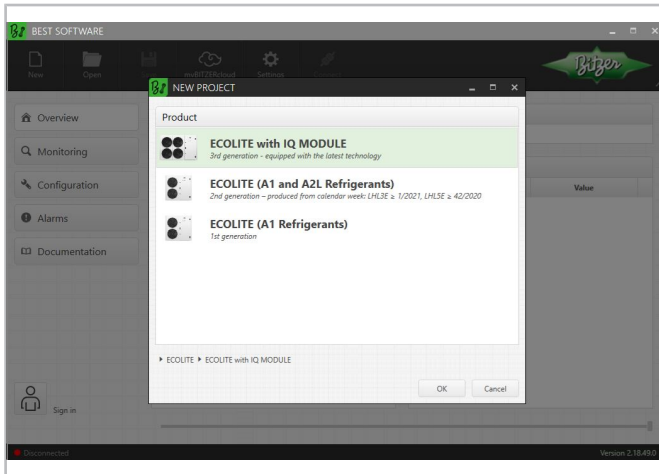 BEST SOFTWARE
New
Open
myBITZERcloud
Settings
Bitzer
NEW PROJECT
Product
ECOLITE with IQ MODULE
3rd generation - equipped with the latest technology
ECOLITE (A1 and A2L Refrigerants)
2nd generation – produced from calendar week: LHL3E ≥ 1/2021, LHL5E ≥ 42/2020
ECOLITE (A1 Refrigerants)
1st generation
ECOLITE ECOLITE with IQ MODULE
OK
Cancel
Overview
Monitoring
Configuration
Alarms
Documentation
Value
Sign in
Disconnected
Version 2.18.49.0